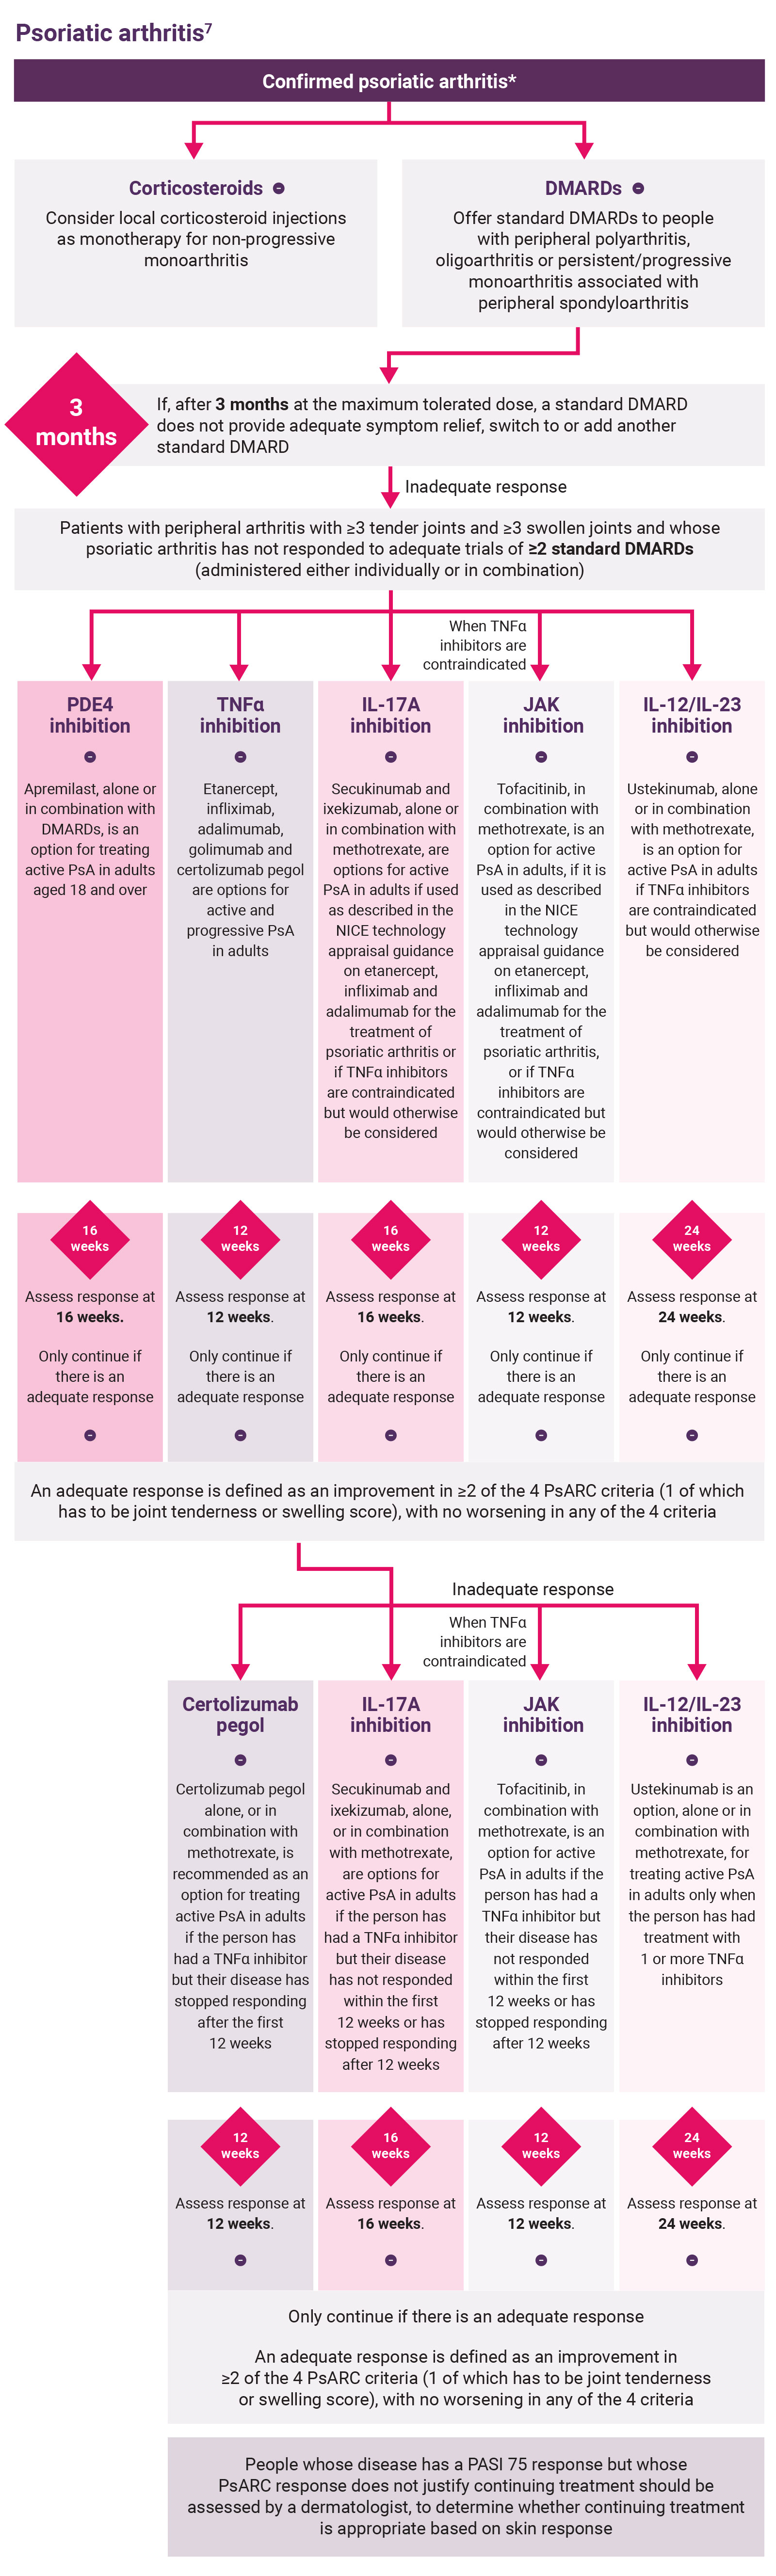 Psoriatic arthritis7
Confirmed psoriatic arthritis*
Corticosteroids
Consider local corticosteroid injections
as monotherapy for non-progressive
monoarthritis
DMARDs
Offer standard DMARDs to people
with peripheral polyarthritis,
oligoarthritis or persistent/progressive
monoarthritis associated with
peripheral spondyloarthritis
3
months
If, after 3 months at the maximum tolerated dose, a standard DMARD
does not provide adequate symptom relief, switch to or add another
standard DMARD
Inadequate response
Patients with peripheral arthritis with ≥3 tender joints and ≥3 swollen joints and whose
psoriatic arthritis has not responded to adequate trials of ≥2 standard DMARDs
(administered either individually or in combination)
When TNFα
inhibitors are
contraindicated
PDE4
inhibition
Apremilast, alone or
in combination with
DMARDs, is an
option for treating
active PsA in adults
aged 18 and over
TNFα
inhibition
Etanercept,
infliximab,
adalimumab,
golimumab and
certolizumab pegol
are options for
active and
progressive PsA
in adults
IL-17A
inhibition
Secukinumab and
ixekizumab, alone or
in combination with
methotrexate, are
options for active
PsA in adults if used
as described in the
NICE technology
appraisal guidance
on etanercept,
infliximab and
adalimumab for the
treatment of
psoriatic arthritis or
if TNFα inhibitors
are contraindicated
but would otherwise
be considered
JAK
inhibition
Tofacitinib, in
combination with
methotrexate, is an
option for active
PsA in adults, if it is
used as described
in the NICE
technology
appraisal guidance
on etanercept,
infliximab and
adalimumab for the
treatment of
psoriatic arthritis,
or if TNFα
inhibitors are
contraindicated but
would otherwise be
considered
IL-12/IL-23
inhibition
Ustekinumab, alone
or in combination
with methotrexate,
is an option for
active PsA in adults
if TNFα inhibitors
are contraindicated
but would otherwise
be considered
16
weeks
Assess response at
16 weeks.
Only continue if
there is an
adequate response
12
weeks
Assess response at
12 weeks.
Only continue if
there is an
adequate response
16
weeks
Assess response at
16 weeks.
Only continue if
there is an
adequate response
12
weeks
Assess response at
12 weeks.
Only continue if
there is an
adequate response
24
weeks
Assess response at
24 weeks.
Only continue if
there is an
adequate response
An adequate response is defined as an improvement in ≥2 of the 4 PsARC criteria (1 of which
has to be joint tenderness or swelling score), with no worsening in any of the 4 criteria
Inadequate response
When TNFα
inhibitors are
contraindicated
Certolizumab
pegol
Certolizumab pegol
alone, or in
combination with
methotrexate, is
recommended as an
option for treating
active PsA in adults
if the person has
had a TNFα inhibitor
but their disease has
stopped responding
after the first
12 weeks
IL-17A
inhibition
Secukinumab and
ixekizumab, alone,
or in combination
with methotrexate,
are options for
active PsA in adults
if the person has
had a TNFα inhibitor
but their disease
has not responded
within the first
12 weeks or has
stopped responding
after 12 weeks
JAK
inhibition
Tofacitinib, in
combination with
methotrexate, is an
option for active
PsA in adults if the
person has had a
TNFα inhibitor but
their disease has
not responded
within the first
12 weeks or has
stopped responding
after 12 weeks
IL-12/IL-23
inhibition
Ustekinumab is an
option, alone or in
combination with
methotrexate, for
treating active PsA
in adults only when
the person has had
treatment with
1 or more TNFα
inhibitors
12
weeks
Assess response at
12 weeks.
16
weeks
Assess response at
16 weeks.
12
weeks
Assess response at
12 weeks.
24
weeks
Assess response at
24 weeks.
Only continue if there is an adequate response
An adequate response is defined as an improvement in
≥2 of the 4 PsARC criteria (1 of which has to be joint tenderness
or swelling score), with no worsening in any of the 4 criteria
People whose disease has a PASI 75 response but whose
PsARC response does not justify continuing treatment should be
assessed by a dermatologist, to determine whether continuing treatment
is appropriate based on skin response